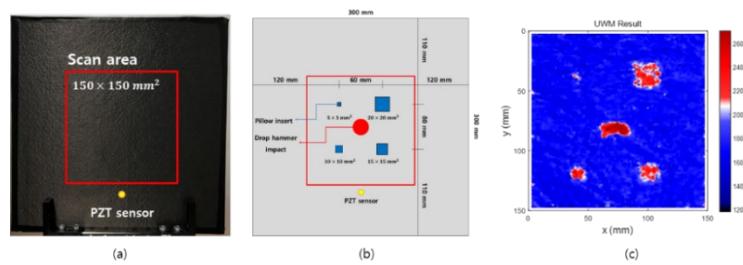 Scan area
150 × 150 mm²
PZT sensor
(a)
300 mm
110 mm
120 mm
60 mm
120 mm
Pillow insert
5 × 5 mm²
20 × 20 mm²
Drop hammer
impact
80 mm
300 mm
10 × 10 mm²
15 × 15 mm²
110 mm
PZT sensor
(b)
UWM Result
0
50
100
150
y (mm)
0
50
100
150
x (mm)
260
240
220
200
180
160
140
120
(c)